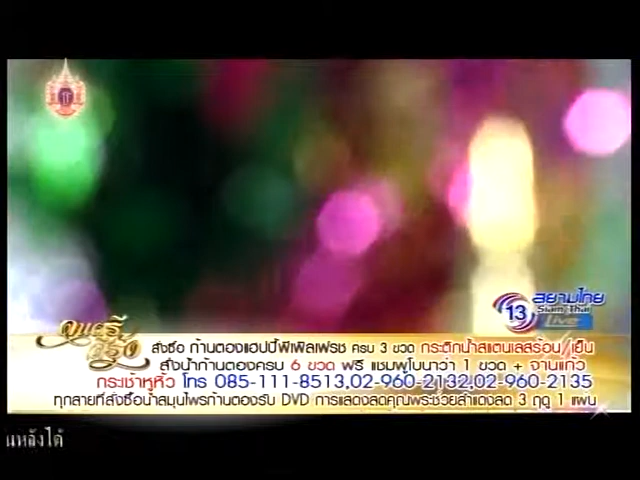 13 สยามไทย
Siam Thai
Live
ดนตรี
สั่งซื้อ ก้านตองแฮปปี้พีเพิลเฟรช ครบ 3 ขวด กระติกน้ำสแตนเลสร้อน/เย็น
สั่งน้ำก้านตองครบ 6 ขวด ฟรี แชมพูโบนาว่า 1 ขวด + จานแก้ว
กระเช้าหูหิ้ว โทร 085-111-8513,02-960-2132,02-960-2135
ทุกสายที่สั่งซื้อน้ำสมุนไพรก้านตองรับ DVD การแสดงสดคุณพระช่วยสำแดงสด 3 ฤดู 1 แผ่น
แหลังได้